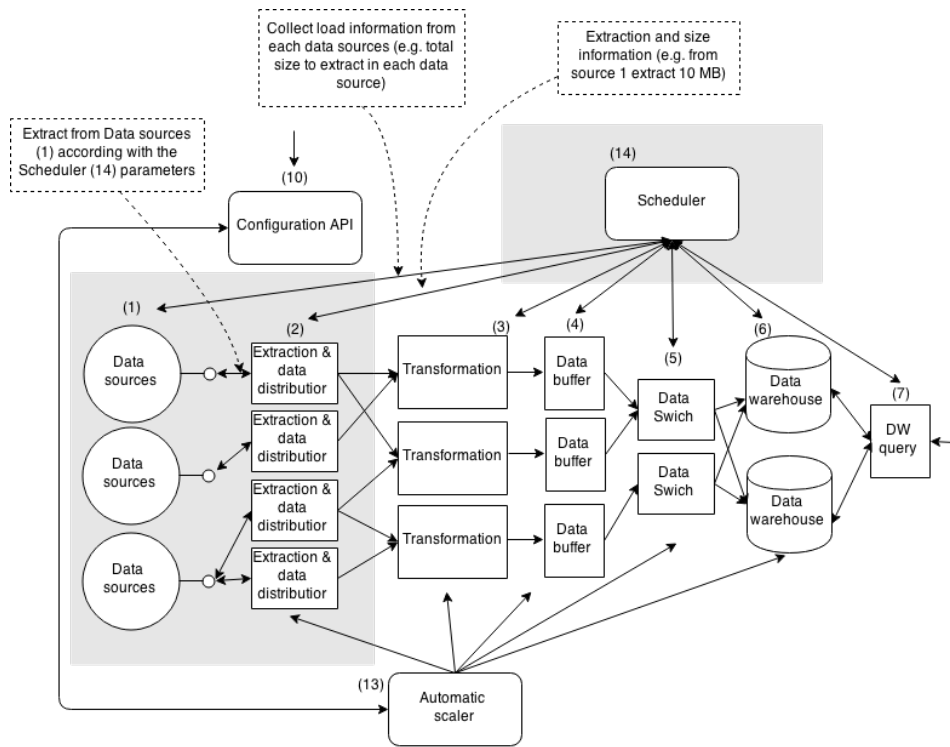 Collect load information from
each data sources (e.g. total
size to extract in each data
source)
Extraction and size
information (e.g. from
source 1 extract 10 MB)
Extract from Data sources
(1) according with the
Scheduler (14) parameters
(10)
Configuration API
(14)
Scheduler
(1)
(2)
(3)
(4)
(5)
(6)
(7)
Data
sources
Data
sources
Data
sources
Extraction &
data
distributior
Extraction &
data
distributior
Extraction &
data
distributior
Extraction &
data
distributior
Transformation
Transformation
Transformation
Data
buffer
Data
buffer
Data
buffer
Data
Swich
Data
Swich
Data
warehouse
Data
warehouse
DW
query
(13)
Automatic
scaler